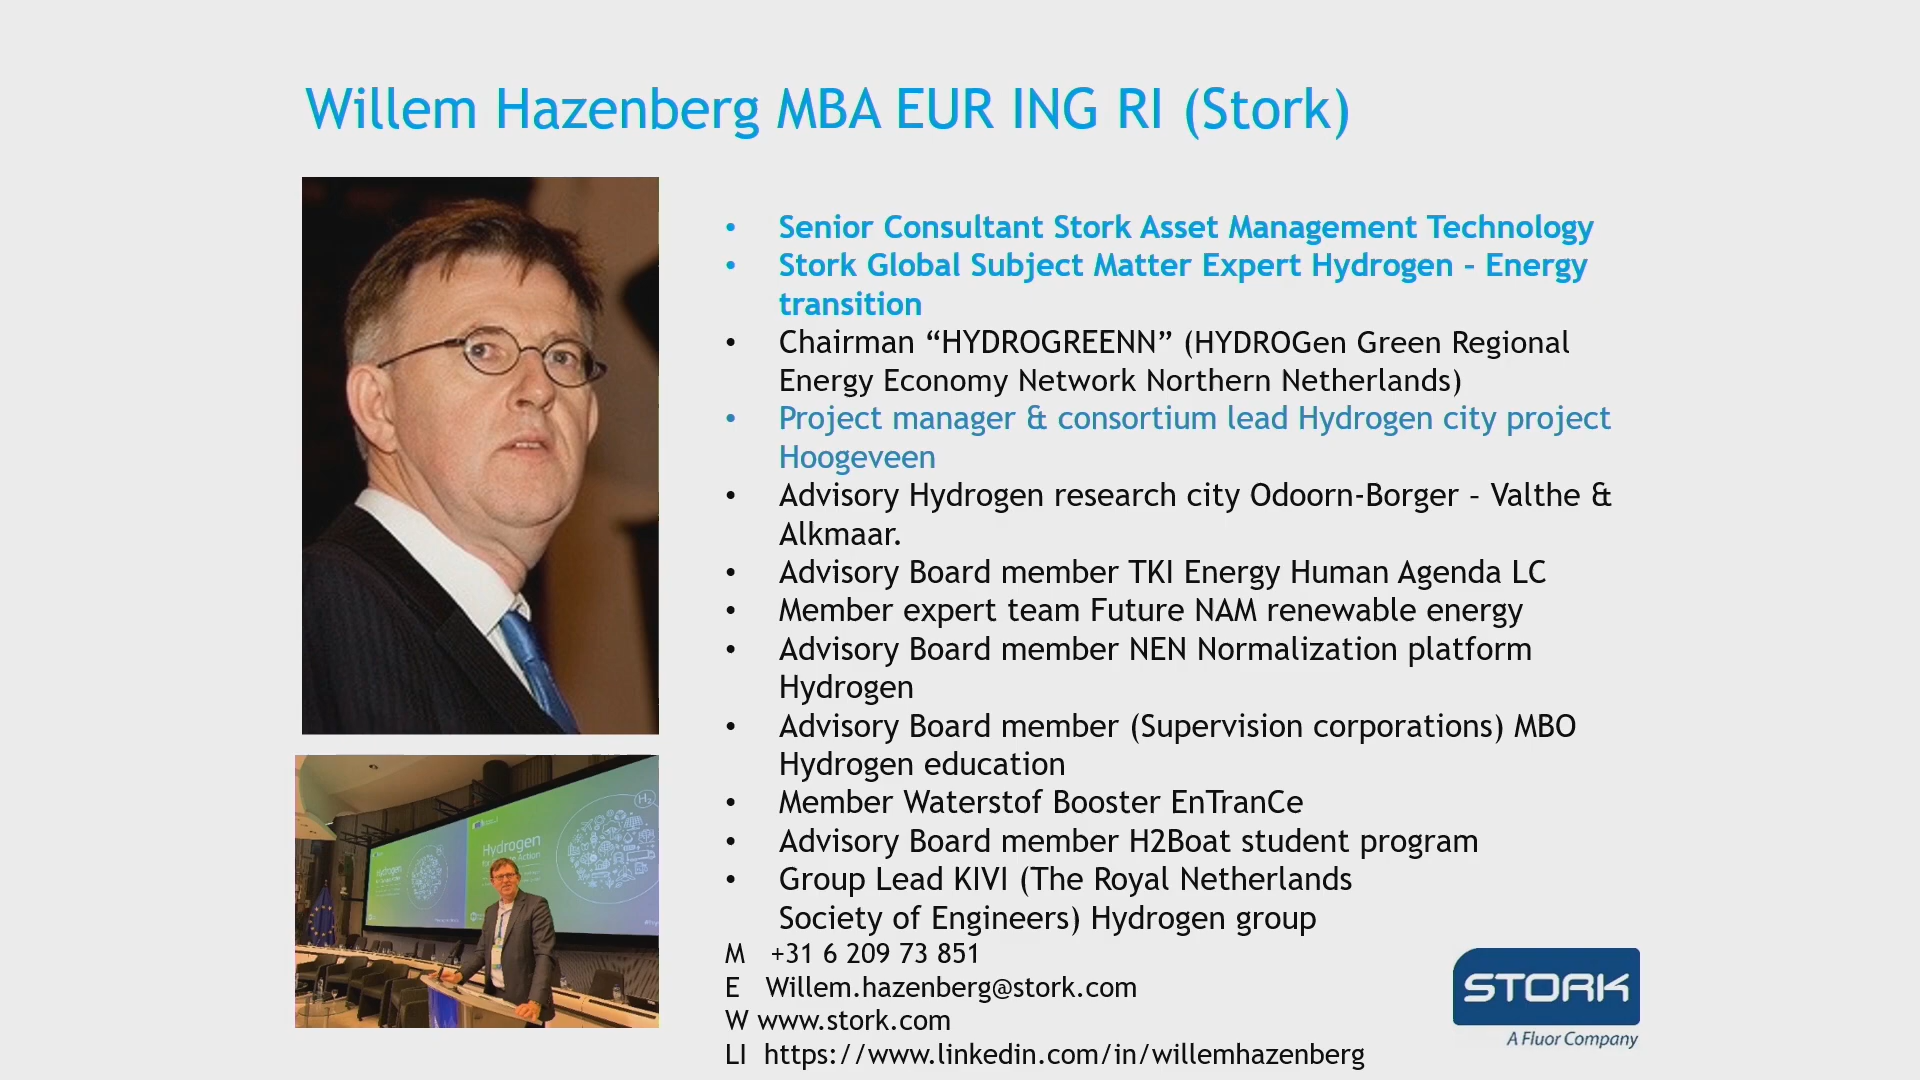 Willem Hazenberg MBA EUR ING RI (Stork)
• Senior Consultant Stork Asset Management Technology
• Stork Global Subject Matter Expert Hydrogen – Energy
transition
• Chairman “HYDROGREENN” (HYDROGen Green Regional
Energy Economy Network Northern Netherlands)
• Project manager & consortium lead Hydrogen city project
Hoogeveen
• Advisory Hydrogen research city Odoorn-Borger – Valthe &
Alkmaar.
• Advisory Board member TKI Energy Human Agenda LC
• Member expert team Future NAM renewable energy
• Advisory Board member NEN Normalization platform
Hydrogen
• Advisory Board member (Supervision corporations) MBO
Hydrogen education
• Member Waterstof Booster EnTranCe
• Advisory Board member H2Boat student program
• Group Lead KIVI (The Royal Netherlands
Society of Engineers) Hydrogen group
M +31 6 209 73 851
E Willem.hazenberg@stork.com
W www.stork.com
LI https://www.linkedin.com/in/willemhazenberg
H2
Hydrogen
Action
Hydrogen
STORK
A Fluor Company